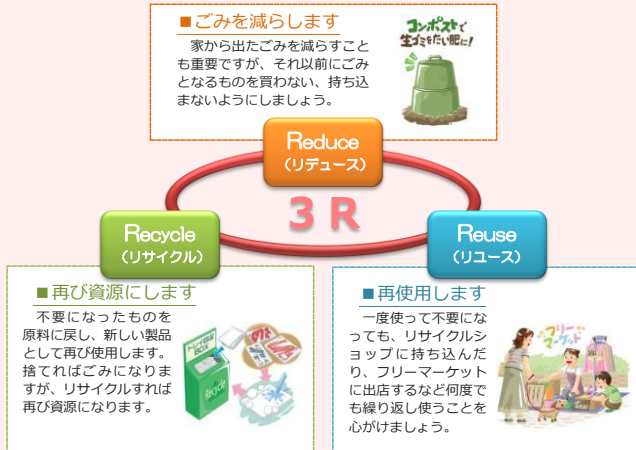 ■ごみを減らします
家から出たごみを減らすこと
も重要ですが、それ以前にごみ
となるものを買わない、持ち込
まないようにしましょう。
コンポストで
生ゴミをたい肥に!
Reduce
(リデュース)
3R
Recycle
(リサイクル)
Reuse
(リユース)
■再び資源にします
不要になったものを
原料に戻し、新しい製品
として再び使用します。
捨てればごみになりま
すが、リサイクルすれば
再び資源になります。
BOX
Recycle
■再使用します
一度使って不要にな
っても、リサイクルシ
ョップに持ち込んだ
り、フリーマーケット
に出店するなど何度で
も繰り返し使うことを
心がけましょう。
フリー
マーケット